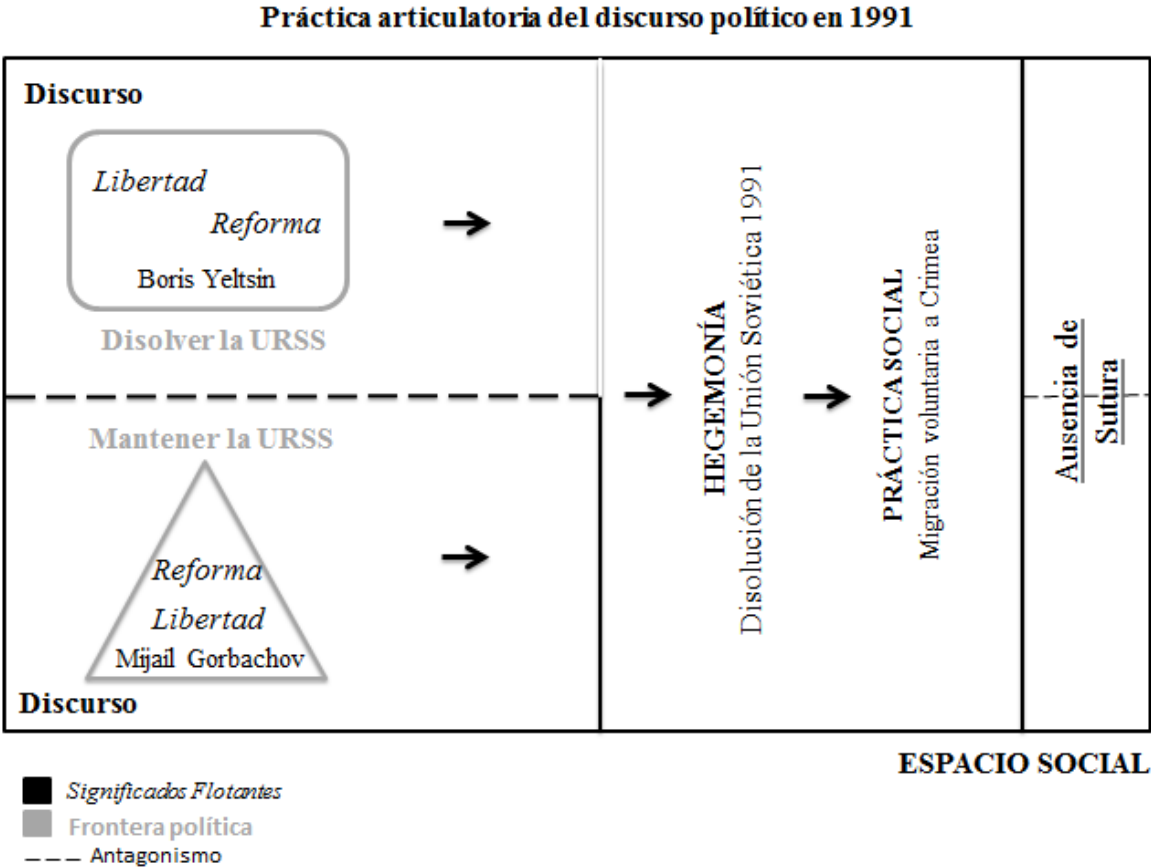 Práctica articulatoria del discurso político en 1991
Discurso
Libertad
Reforma
Boris Yeltsin
Disolver la URSS
Mantener la URSS
Reforma
Libertad
Mijail Gorbachov
Discurso
HEGEMONÍA
Disolución de la Unión Soviética 1991
PRÁCTICA SOCIAL
Migración voluntaria a Crimea
Ausencia de
Sutura
ESPACIO SOCIAL
Significados Flotantes
Frontera política
Antagonismo